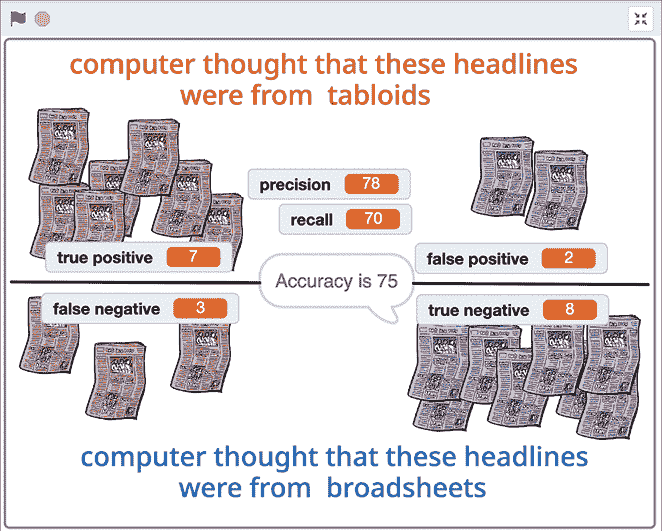 computer thought that these headlines
were from tabloids
precision 78
recall 70
true positive 7
false positive 2
Accuracy is 75
false negative 3
true negative 8
computer thought that these headlines
were from broadsheets